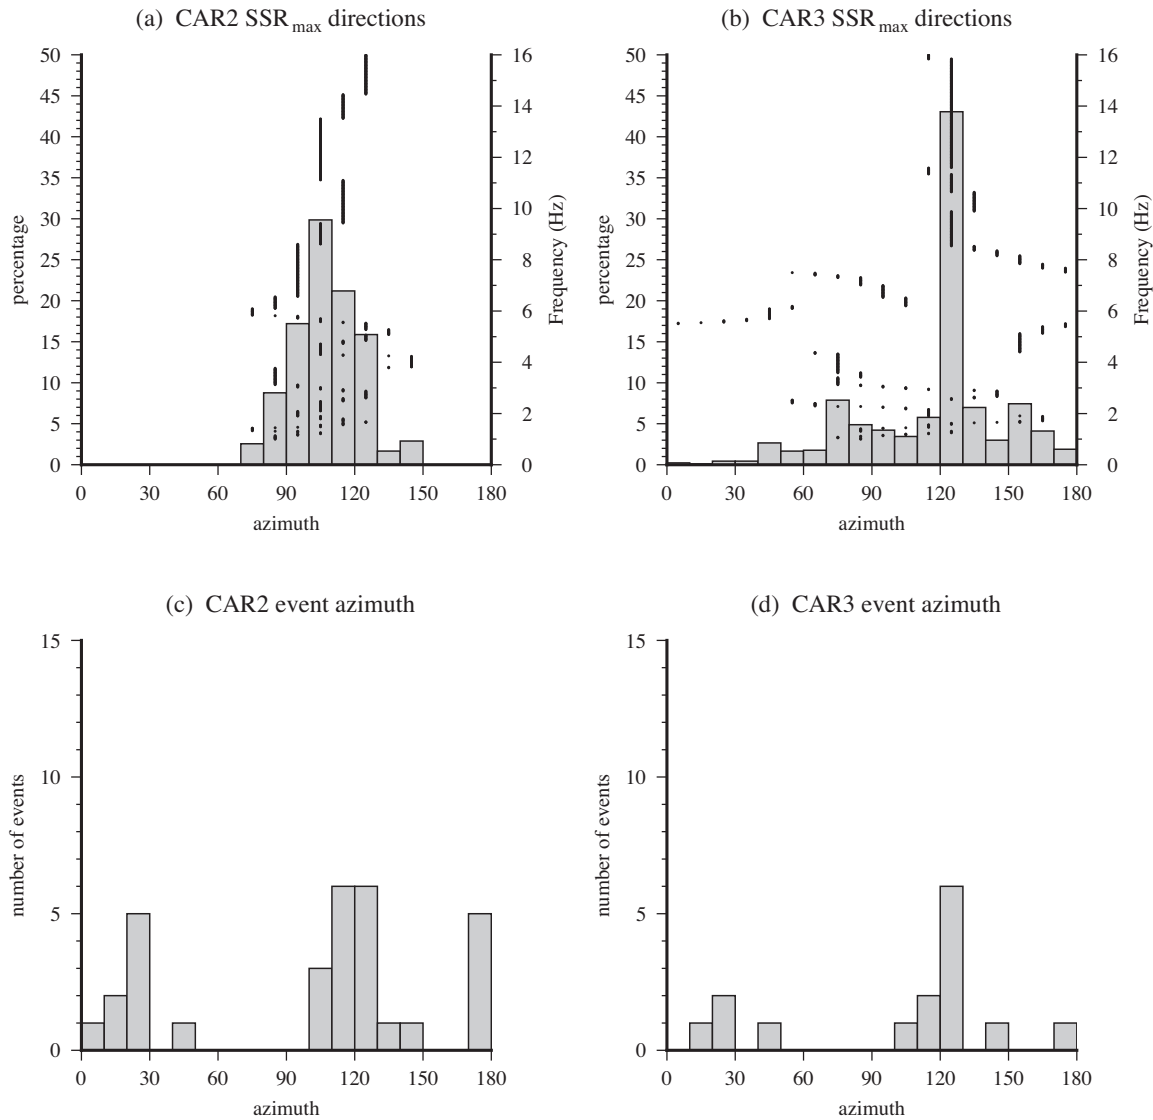 (a) CAR2 SSRmax directions
(b) CAR3 SSRmax directions
50
45
40
35
30
25
20
15
10
5
0
percentage
16
14
12
10
8
6
4
2
0
Frequency (Hz)
0 30 60 90 120 150 180
azimuth
50
45
40
35
30
25
20
15
10
5
0
percentage
16
14
12
10
8
6
4
2
0
Frequency (Hz)
0 30 60 90 120 150 180
azimuth
(c) CAR2 event azimuth
(d) CAR3 event azimuth
15
10
5
0
number of events
0 30 60 90 120 150 180
azimuth
15
10
5
0
number of events
0 30 60 90 120 150 180
azimuth